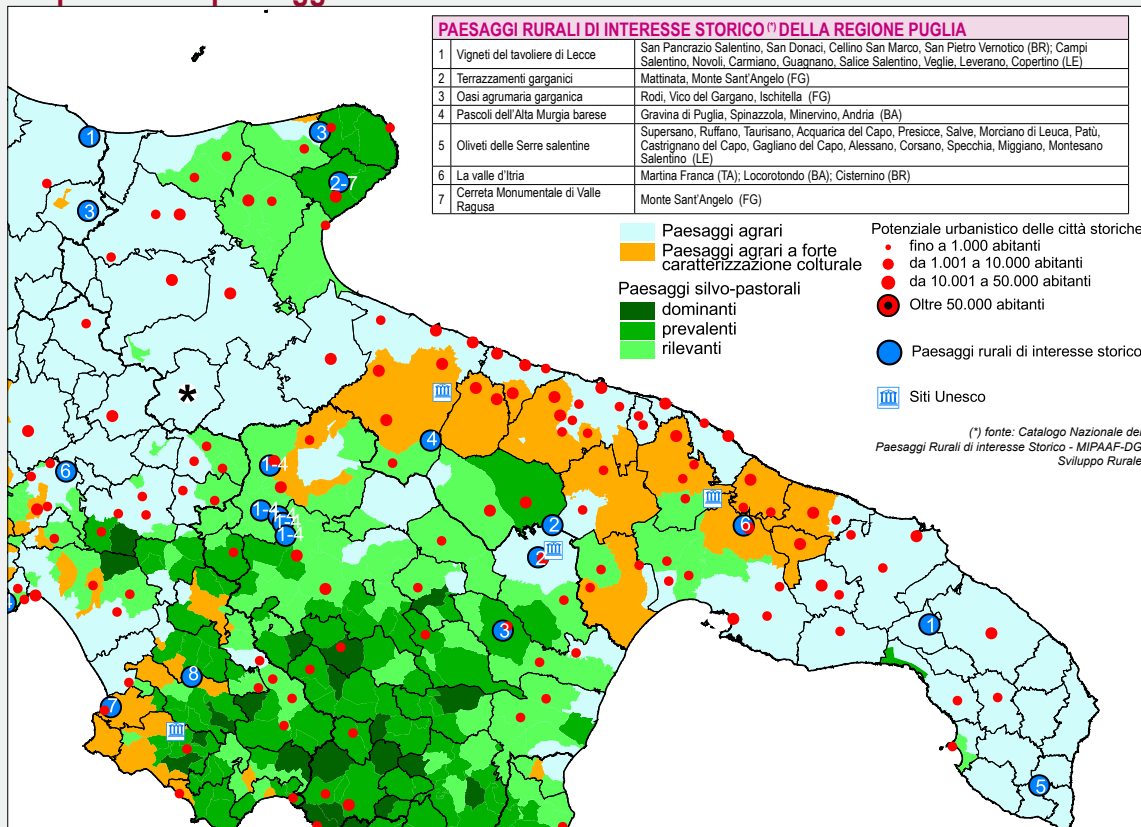 PAESAGGI RURALI DI INTERESSE STORICO (*) DELLA REGIONE PUGLIA
1 Vigneti del tavoliere di Lecce San Pancrazio Salentino, San Donaci, Cellino San Marco, San Pietro Vernotico (BR); Campi
Salentino, Novoli, Carmiano, Guagnano, Salice Salentino, Veglie, Leverano, Copertino (LE)
2 Terrazzamenti garganici Mattinata, Monte Sant'Angelo (FG)
3 Oasi agrumaria garganica Rodi, Vico del Gargano, Ischitella (FG)
4 Pascoli dell'Alta Murgia barese Gravina di Puglia, Spinazzola, Minervino, Andria (BA)
5 Oliveti delle Serre salentine Supersano, Ruffano, Taurisano, Acquarica del Capo, Presicce, Salve, Morciano di Leuca, Patù,
Castrignano del Capo, Gagliano del Capo, Alessano, Corsano, Specchia, Miggiano, Montesano
Salentino (LE)
6 La valle d'Itria Martina Franca (TA); Locorotondo (BA); Cisternino (BR)
7 Cerreta Monumentale di Valle
Ragusa Monte Sant'Angelo (FG)
Paesaggi agrari
Paesaggi agrari a forte
caratterizzazione colturale
Paesaggi silvo-pastorali
dominanti
prevalenti
rilevanti
Potenziale urbanistico delle città storiche
fino a 1.000 abitanti
da 1.001 a 10.000 abitanti
da 10.001 a 50.000 abitanti
Oltre 50.000 abitanti
Paesaggi rurali di interesse storico
Siti Unesco
(*) fonte: Catalogo Nazionale dei
Paesaggi Rurali di interesse Storico - MIPAAF-DG
Sviluppo Rurale
1
3
2-7
3
*
4
6
1-4
1-4
1-4
1-4
2
2
6
3
1
8
7
5